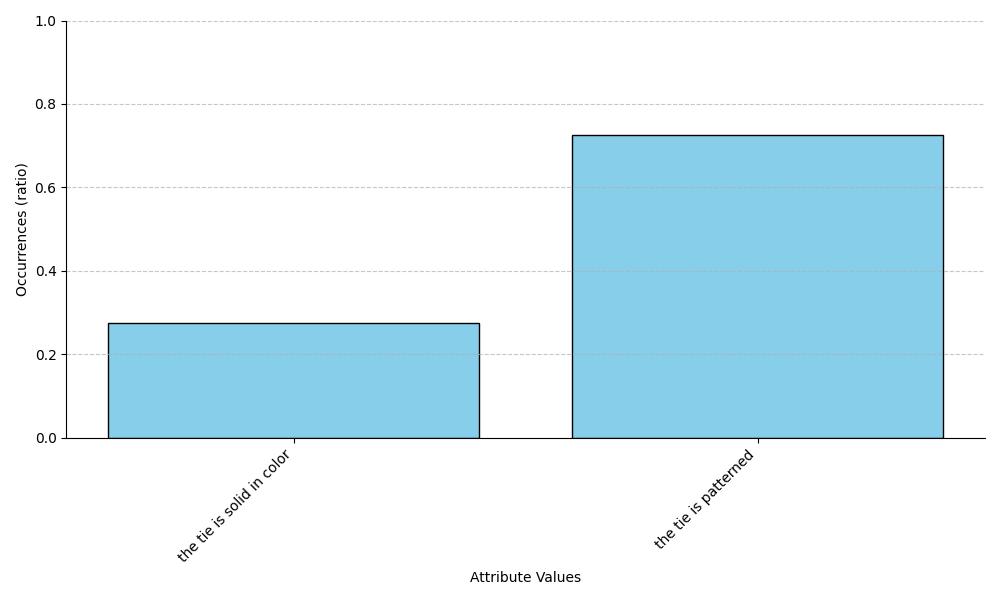 1.0
0.8
0.6
0.4
0.2
0.0
Occurrences (ratio)
the tie is solid in color
the tie is patterned
Attribute Values